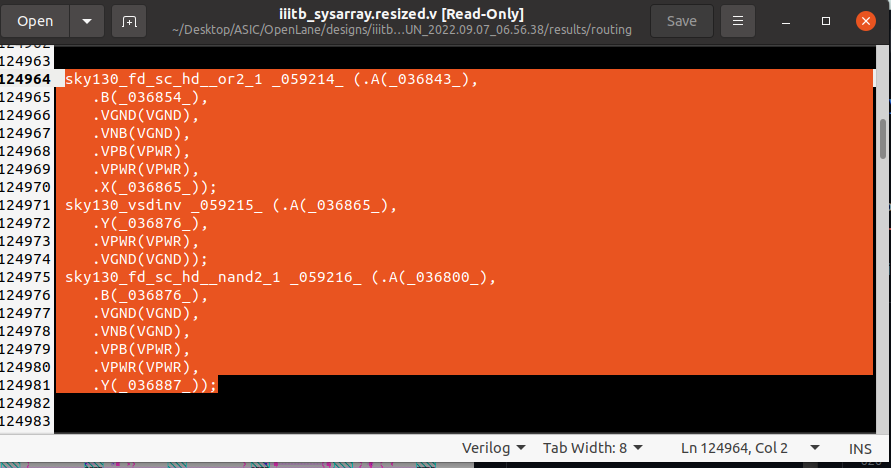 Open
iiitb_sysarray.resized.v [Read-Only]
~/Desktop/ASIC/OpenLane/designs/iiitb…UN_2022.09.07_06.56.38/results/routing
Save
124963
124964 sky130_fd_sc_hd__or2_1 _059214_ (.A(_036843_),
124965 .B(_036854_),
124966 .VGND(VGND),
124967 .VNB(VGND),
124968 .VPB(VPWR),
124969 .VPWR(VPWR),
124970 .X(_036865_));
124971 sky130_vsdinv _059215_ (.A(_036865_),
124972 .Y(_036876_),
124973 .VPWR(VPWR),
124974 .VGND(VGND));
124975 sky130_fd_sc_hd__nand2_1 _059216_ (.A(_036800_),
124976 .B(_036876_),
124977 .VGND(VGND),
124978 .VNB(VGND),
124979 .VPB(VPWR),
124980 .VPWR(VPWR),
124981 .Y(_036887_));
124982
124983
Verilog Tab Width: 8 Ln 124964, Col 2 INS